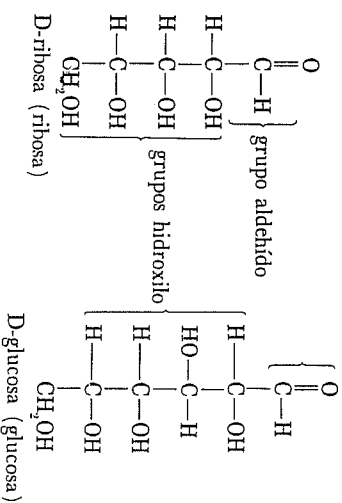 O
C—H
H—C—OH
H—C—OH
H—C—OH
CH₂OH
D-ribosa (ribosa)
grupo aldehído
grupos hidroxilo
O
C—H
H—C—OH
HO—C—H
H—C—OH
H—C—OH
CH₂OH
D-glucosa (glucosa)